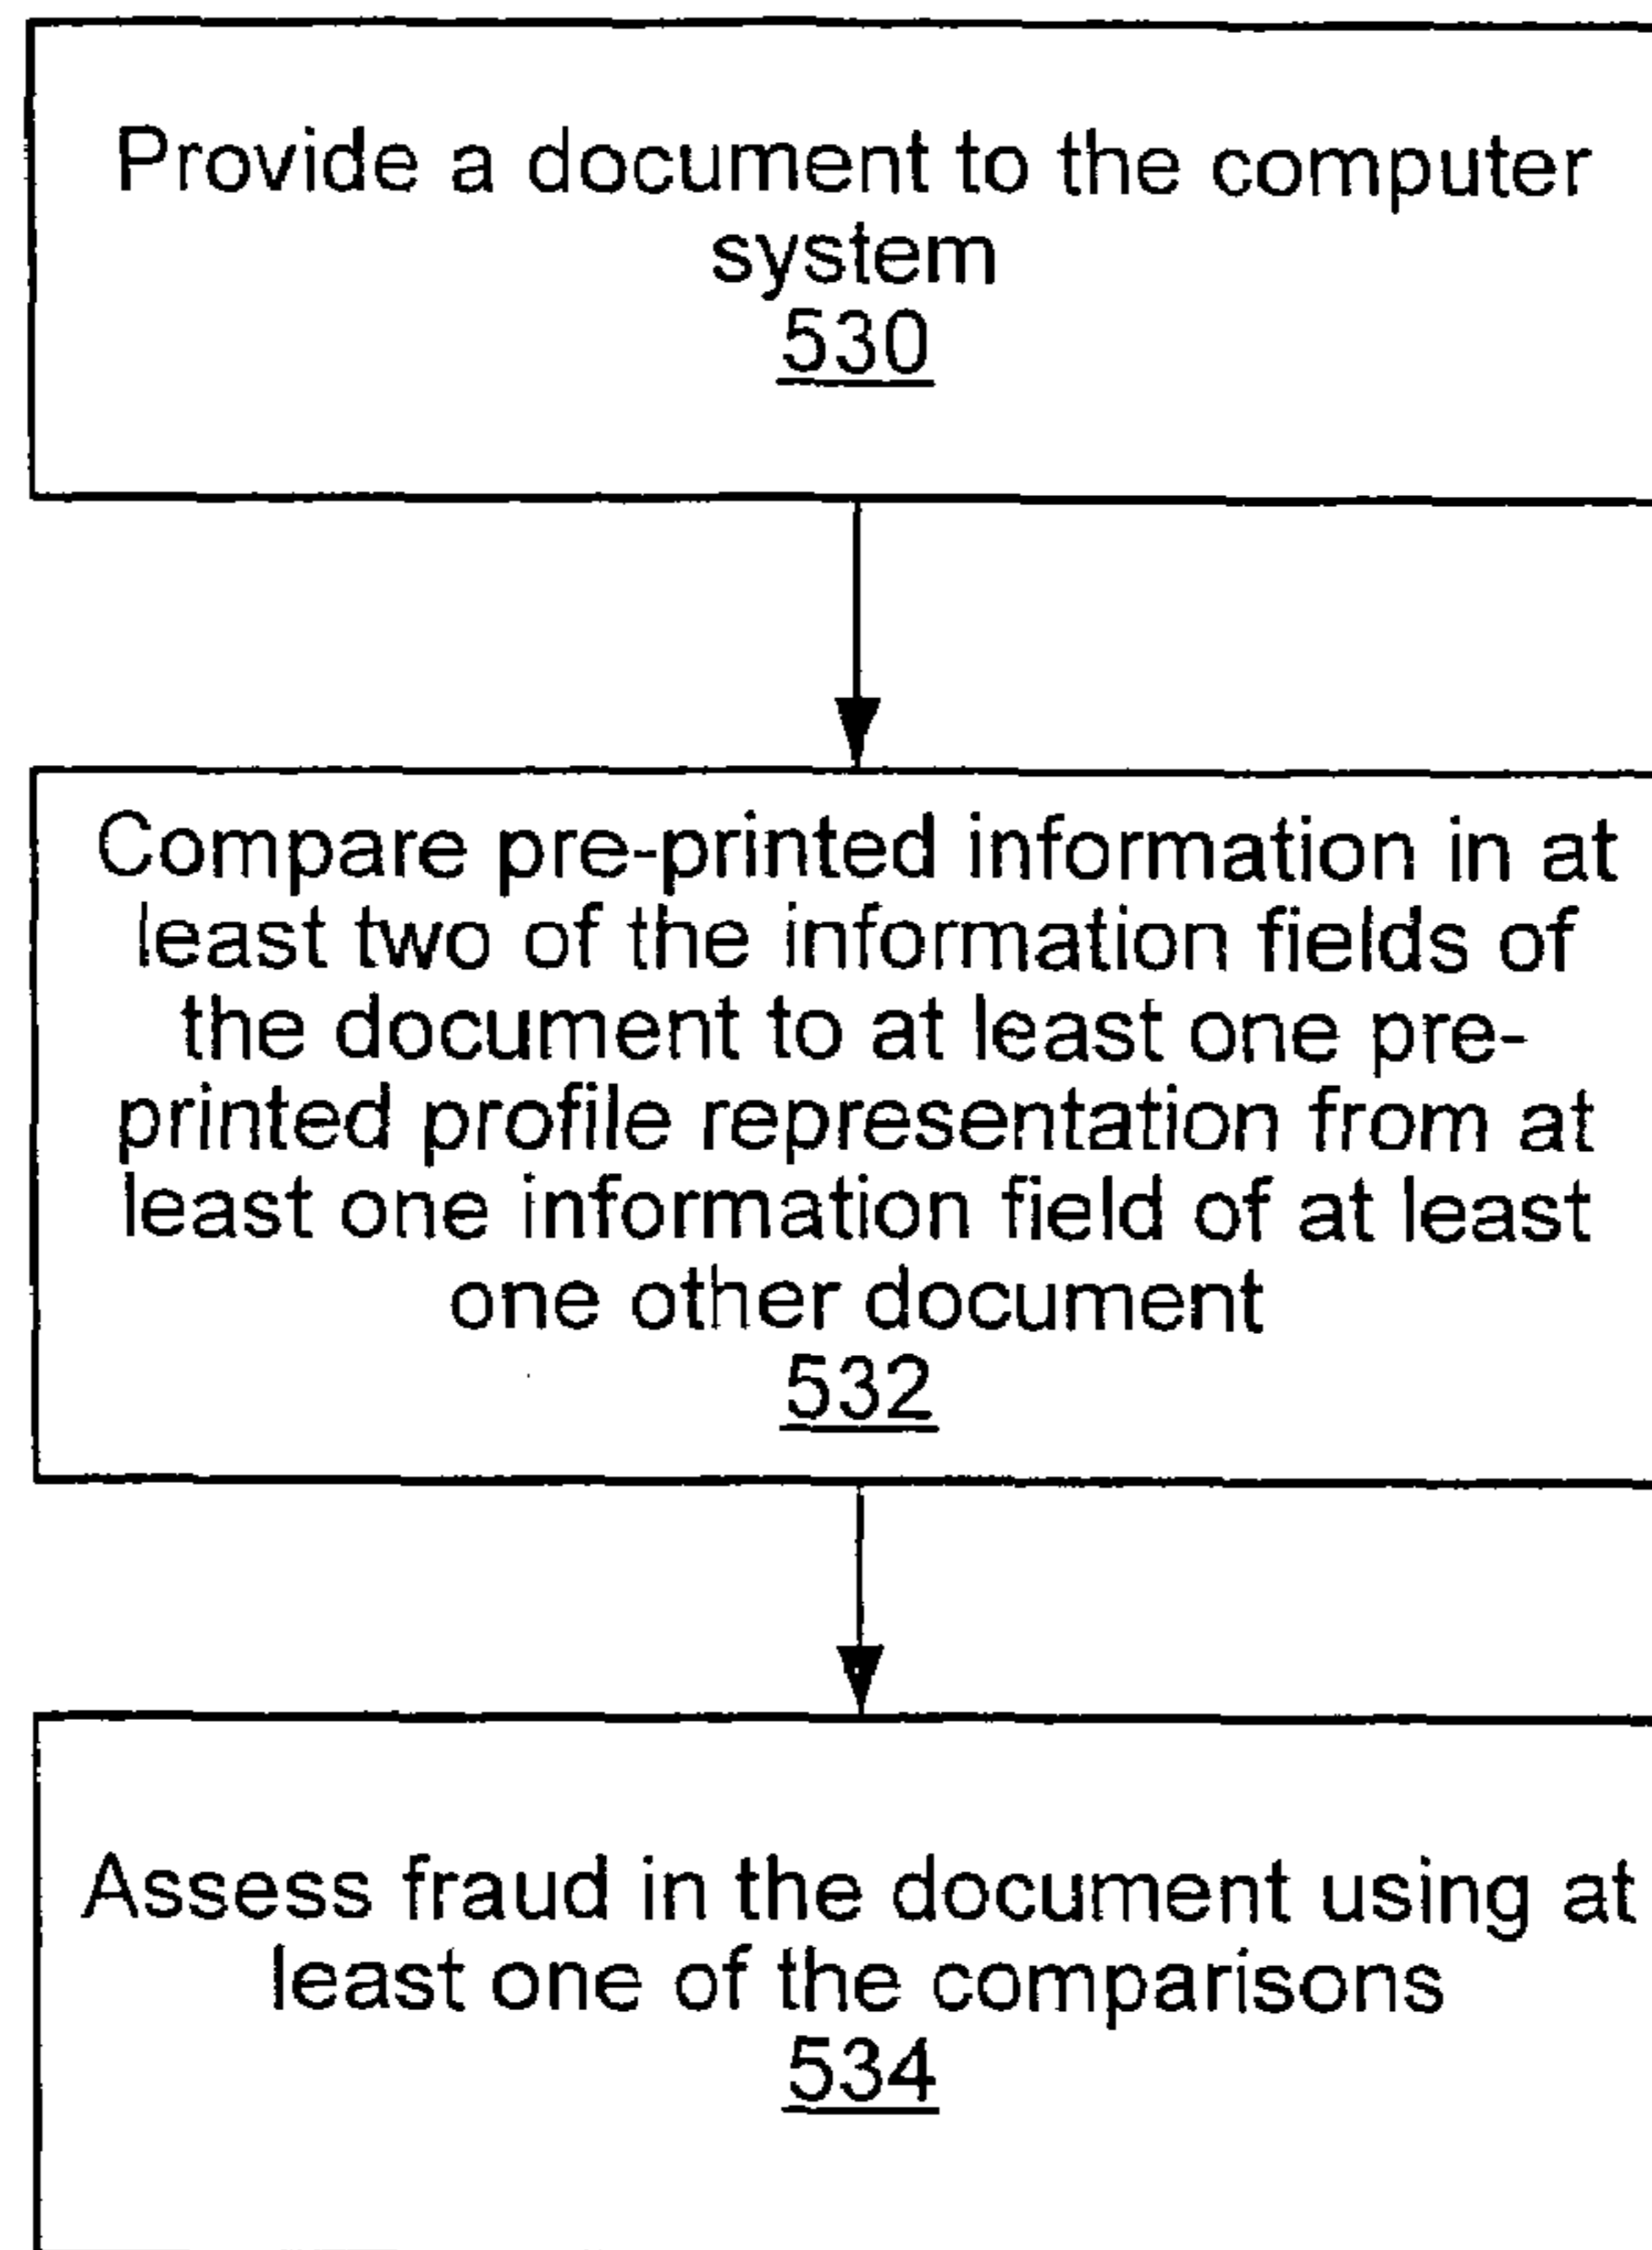 Provide a document to the computer
system
530
Compare pre-printed information in at
least two of the information fields of
the document to at least one pre-
printed profile representation from at
least one information field of at least
one other document
532
Assess fraud in the document using at
least one of the comparisons
534